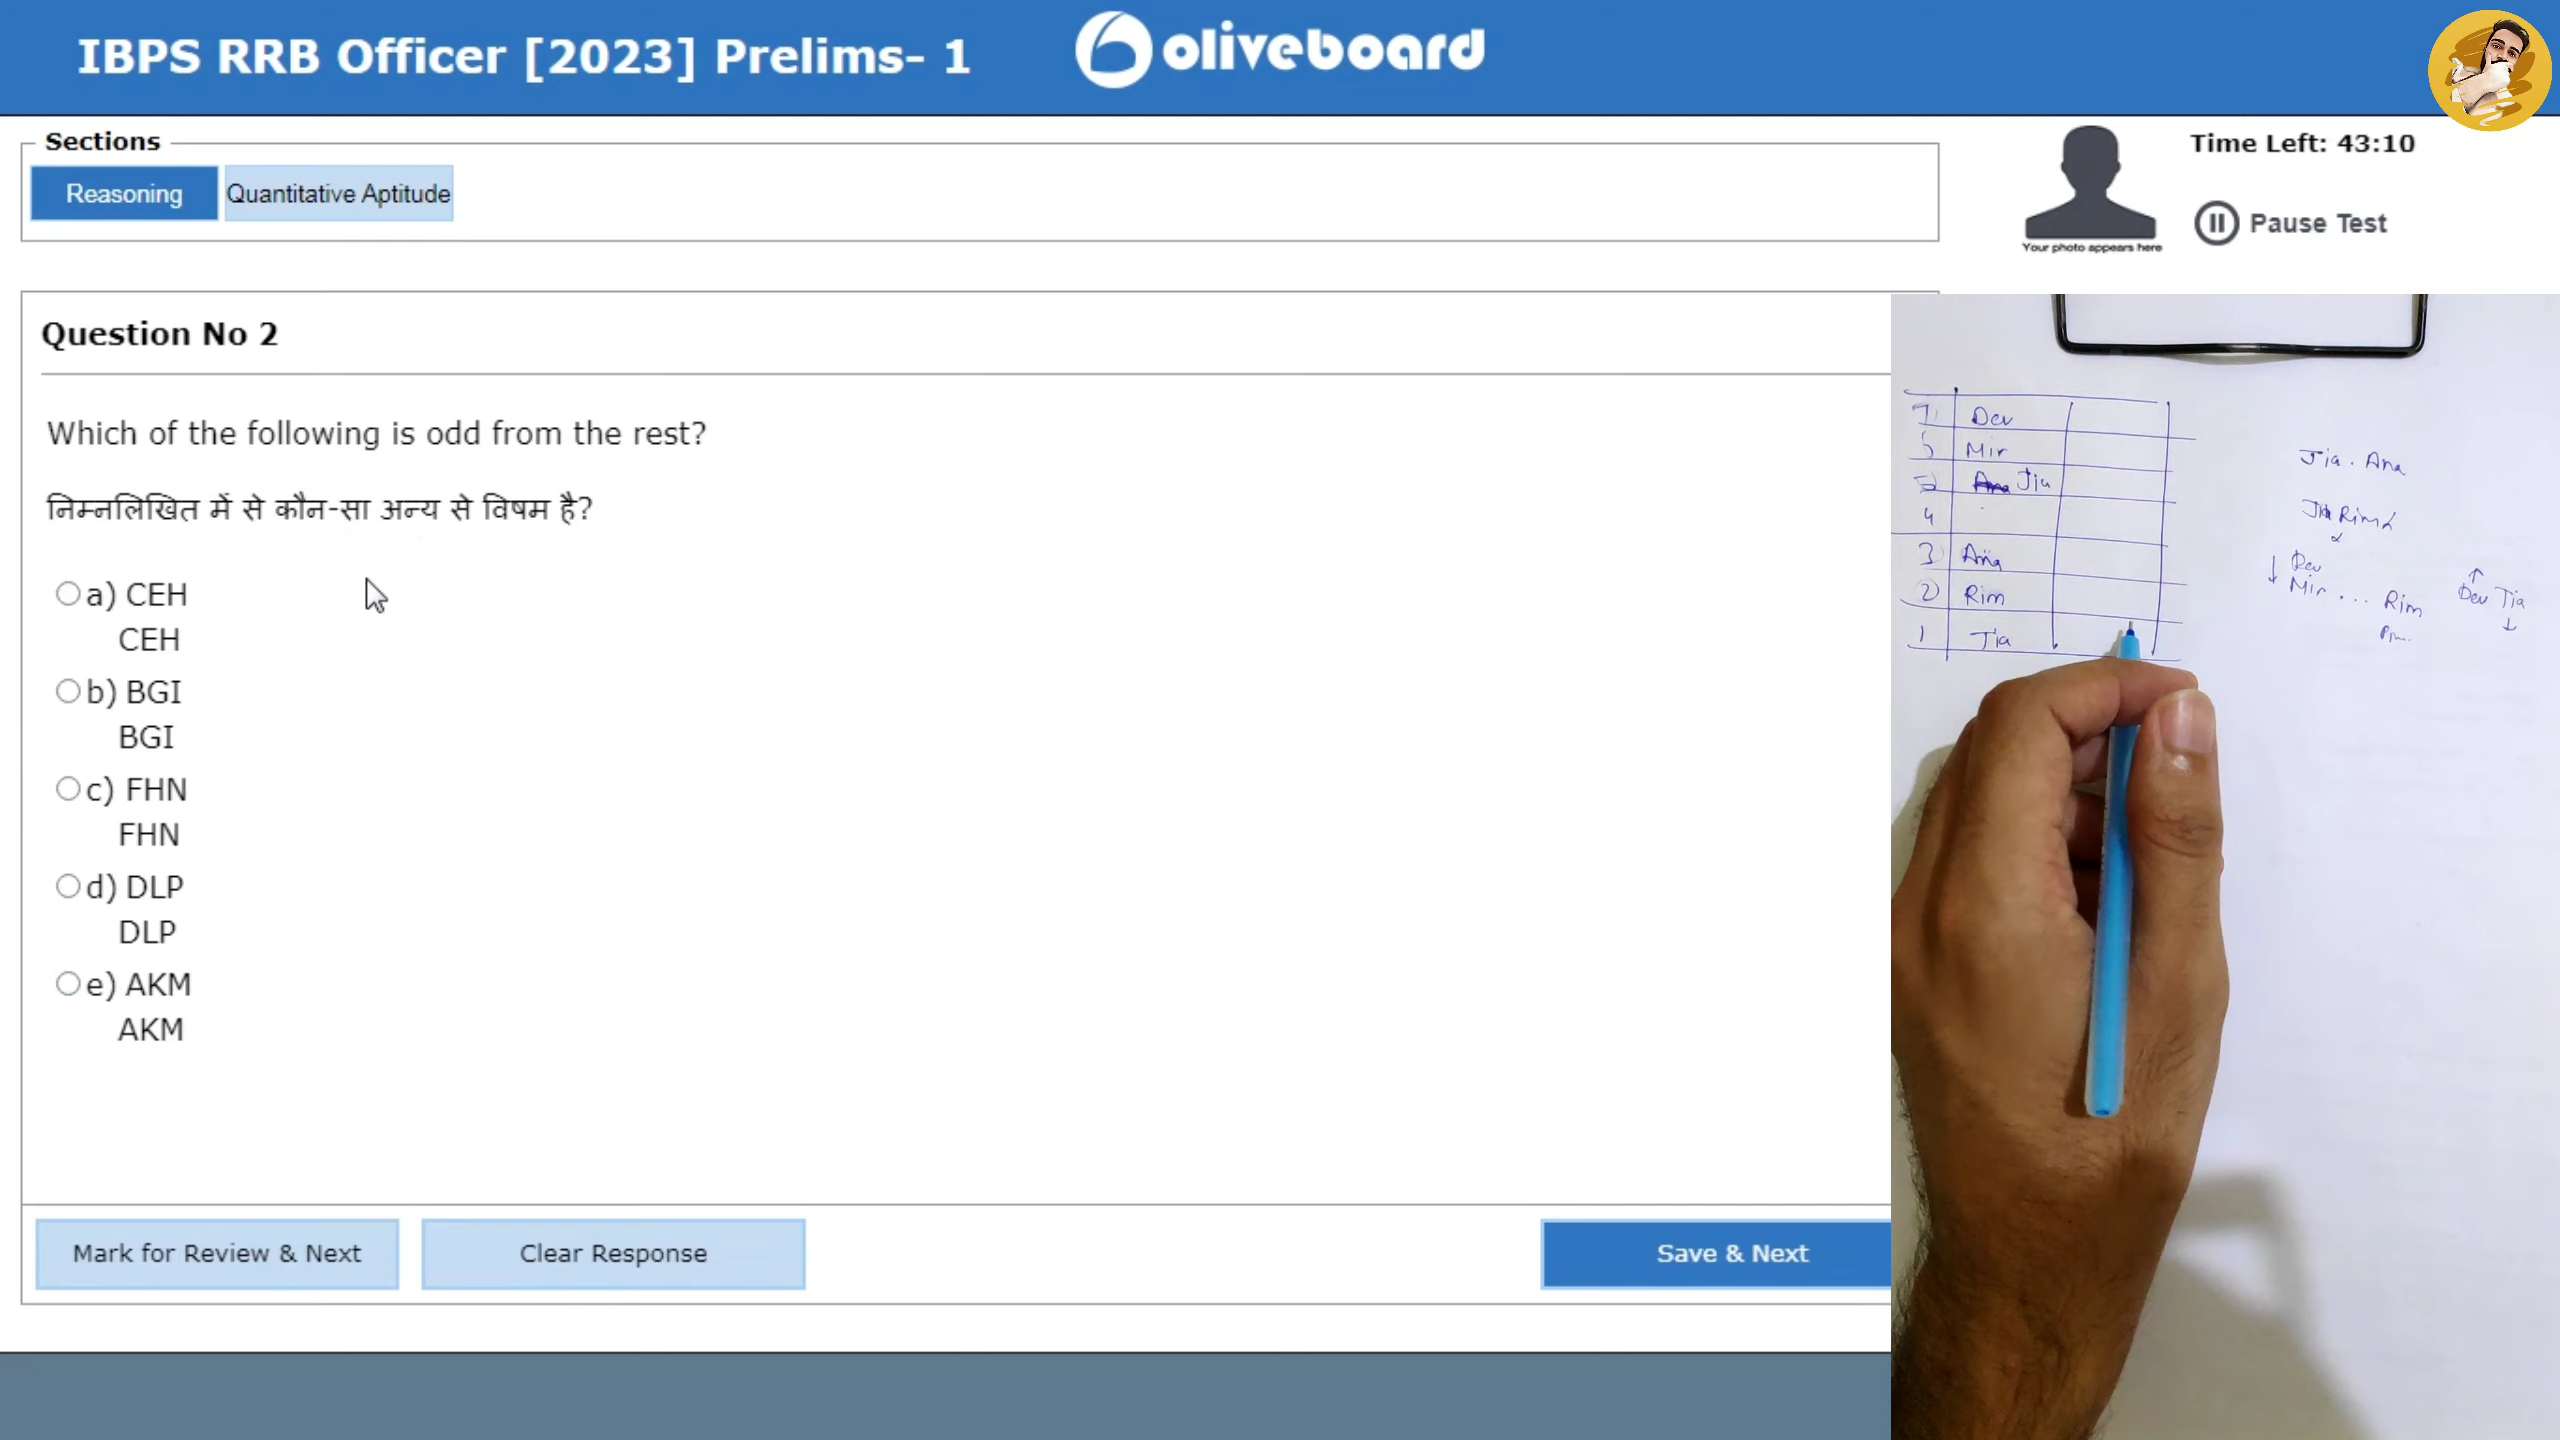 IBPS RRB Officer [2023] Prelims- 1
oliveboard
Sections
Reasoning
Quantitative Aptitude
Your photo appears here
Time Left: 43:10
Pause Test
Question No 2
Which of the following is odd from the rest?
निम्नलिखित में से कौन-सा अन्य से विषम है?
a) CEH
CEH
b) BGI
BGI
c) FHN
FHN
d) DLP
DLP
e) AKM
AKM
Mark for Review & Next
Clear Response
Save & Next
7 Dev
Mir
5 Jia
4
3 Ana
2 Rim
1 Jia
Jia . Ana
Rim
Dev
Mir ... Rim
Dev Jia